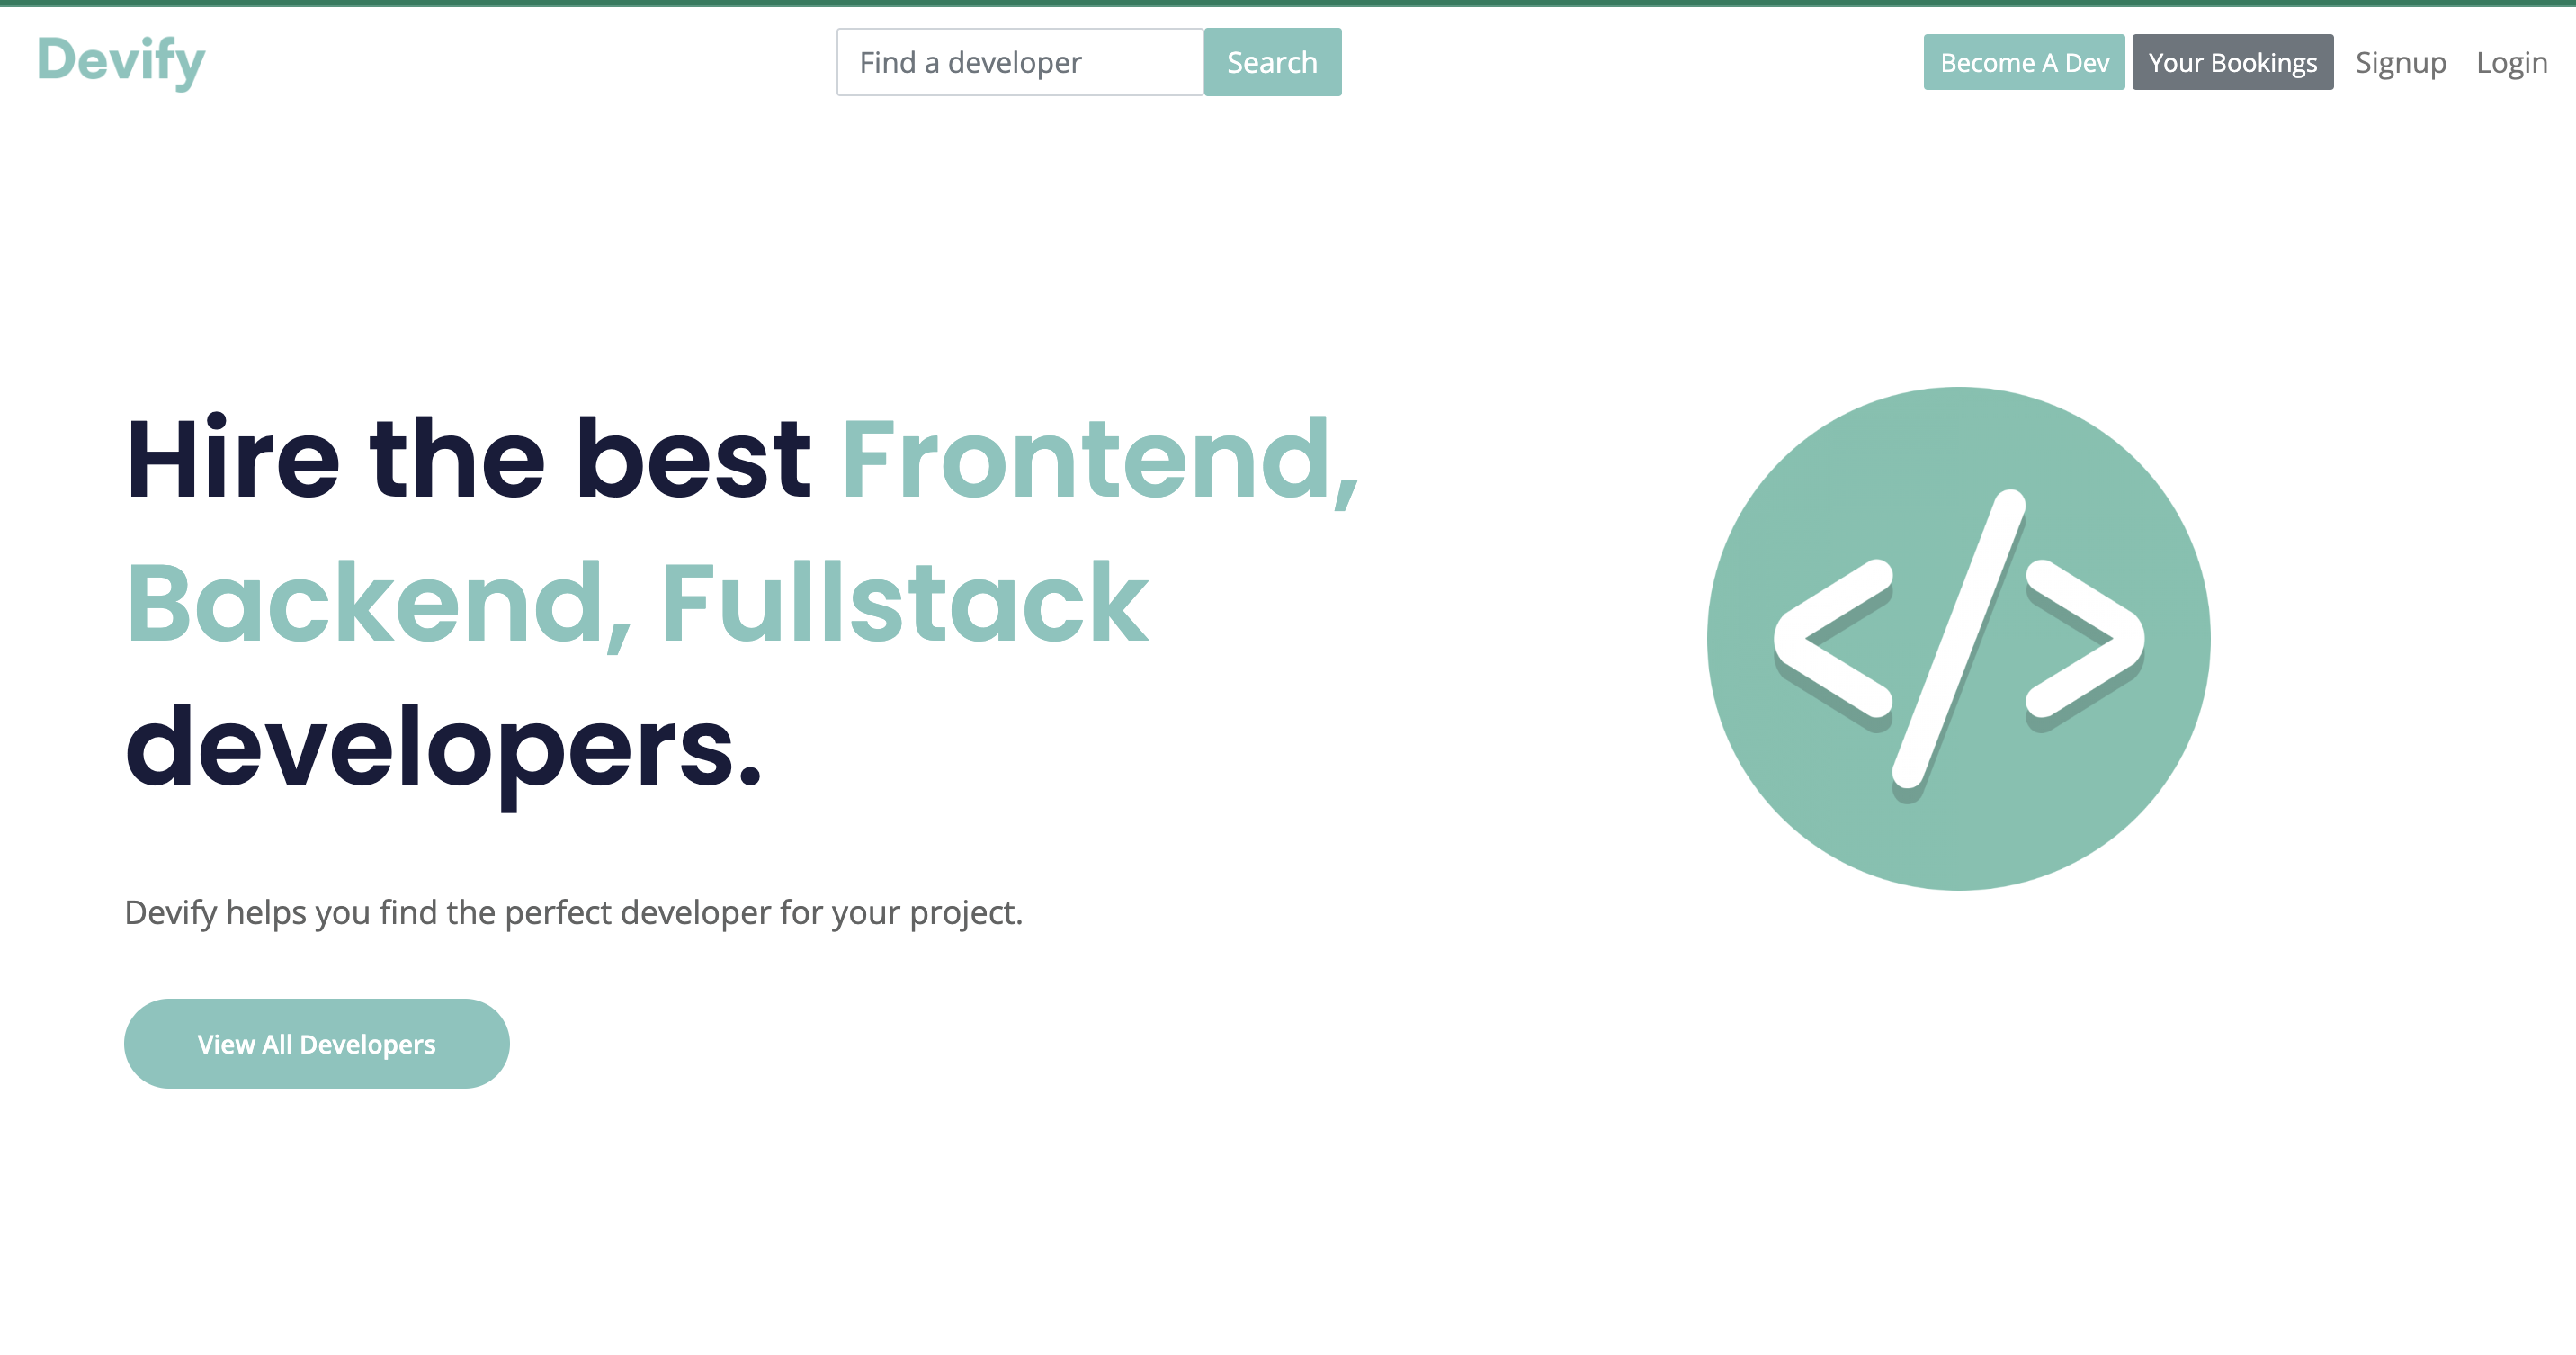 Devify
Find a developer
Search
Become A Dev
Your Bookings
Signup
Login
Hire the best Frontend,
Backend, Fullstack
developers.
</>
Devify helps you find the perfect developer for your project.
View All Developers